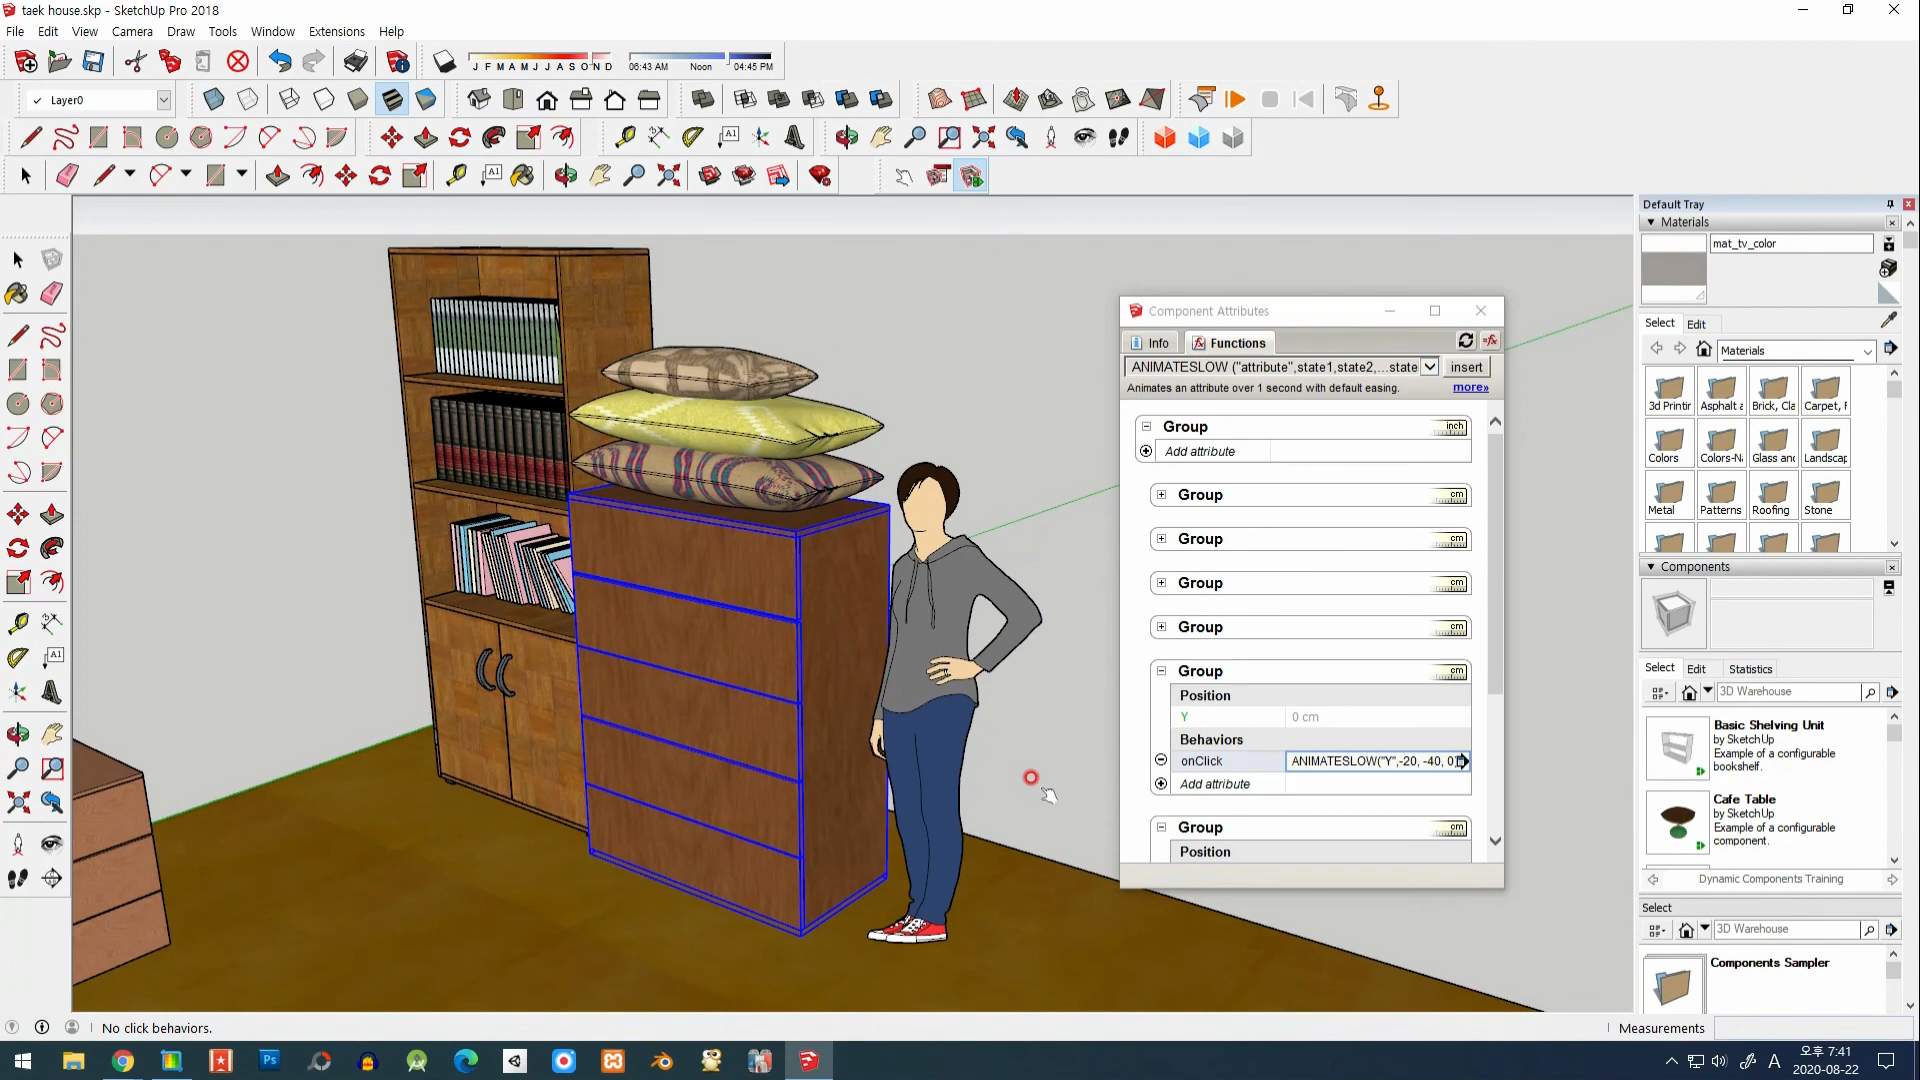 taek house.skp - SketchUp Pro 2018
File Edit View Camera Draw Tools Window Extensions Help
J F M A M J J A S O N D
06:43 AM Noon 04:45 PM
Layer0
Default Tray
Materials
mat_tv_color
Select Edit
Materials
3d Printir Asphalt a Brick, Cla Carpet, F
Colors Colors-N Glass and Landscap
Metal Patterns Roofing Stone
Components
Select Edit Statistics
3D Warehouse
Basic Shelving Unit
by SketchUp
Example of a configurable
bookshelf.
Cafe Table
by SketchUp
Example of a configurable
component.
Dynamic Components Training
Select
3D Warehouse
Components Sampler
Component Attributes
Info Functions
ANIMATESLOW ("attribute",state1,state2,...state insert
Animates an attribute over 1 second with default easing. more»
Group inch
Add attribute
Group cm
Group cm
Group cm
Group cm
Group cm
Position
Y 0 cm
Behaviors
onClick ANIMATESLOW("Y",-20, -40, 0)
Add attribute
Group cm
Position
No click behaviors.
Measurements
A
오후 7:41
2020-08-22